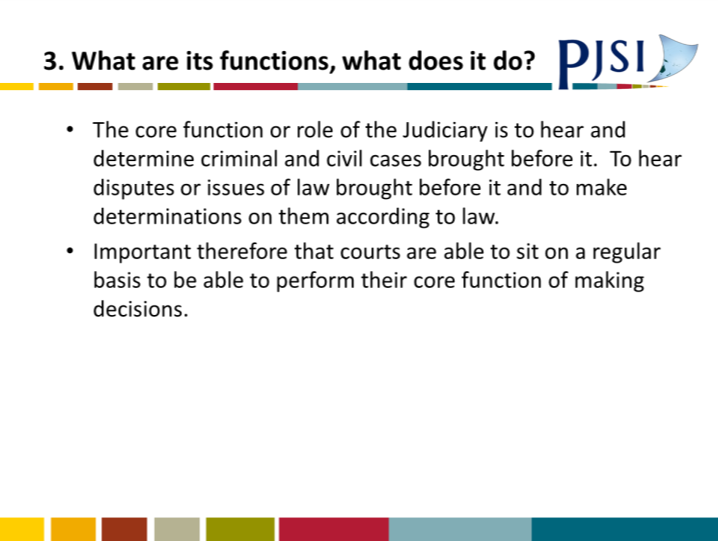 3. What are its functions, what does it do?
PJSI
• The core function or role of the Judiciary is to hear and
determine criminal and civil cases brought before it.  To hear
disputes or issues of law brought before it and to make
determinations on them according to law.
• Important therefore that courts are able to sit on a regular
basis to be able to perform their core function of making
decisions.